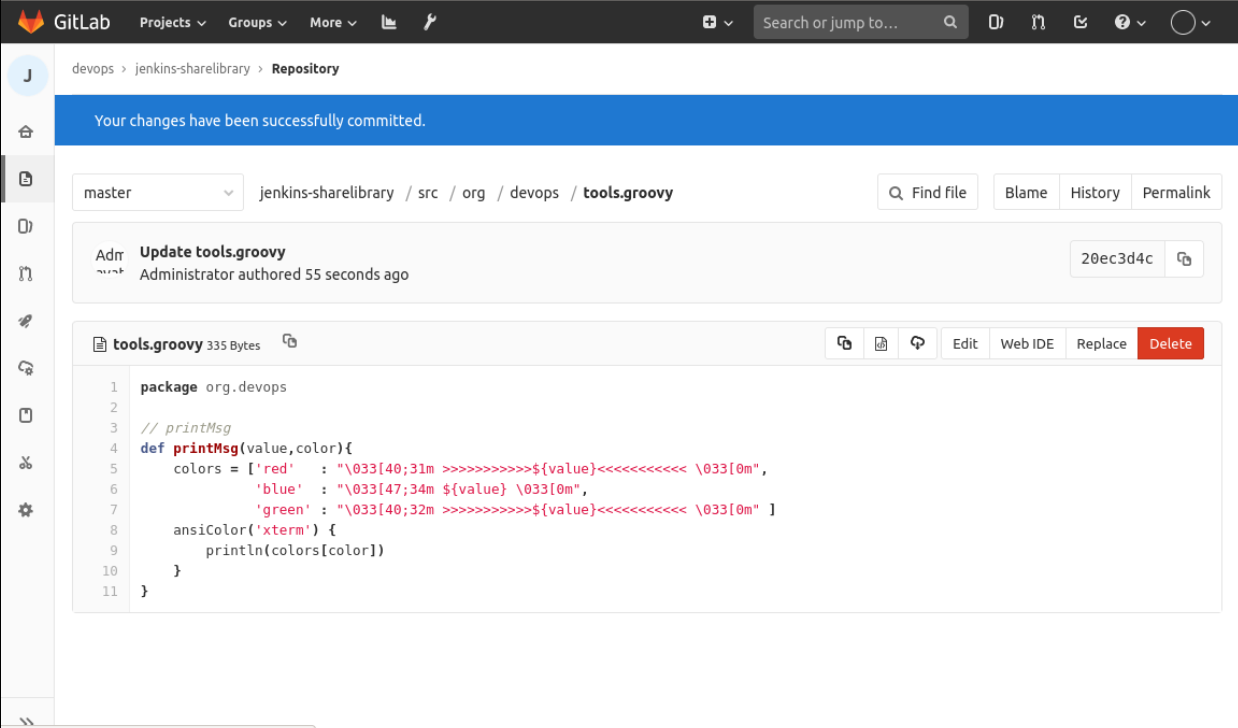 GitLab Projects Groups More Search or jump to...
J devops › jenkins-sharelibrary › Repository
Your changes have been successfully committed.
master jenkins-sharelibrary / src / org / devops / tools.groovy Find file Blame History Permalink
Update tools.groovy
Administrator authored 55 seconds ago
20ec3d4c
tools.groovy 335 Bytes Edit Web IDE Replace Delete
1 package org.devops
2
3 // printMsg
4 def printMsg(value,color){
5     colors = ['red'   : "\033[40;31m >>>>>>>>>>>${value}<<<<<<<<<<< \033[0m",
6               'blue'  : "\033[47;34m ${value} \033[0m",
7               'green' : "\033[40;32m >>>>>>>>>>>${value}<<<<<<<<<<< \033[0m" ]
8     ansiColor('xterm') {
9         println(colors[color])
10     }
11 }